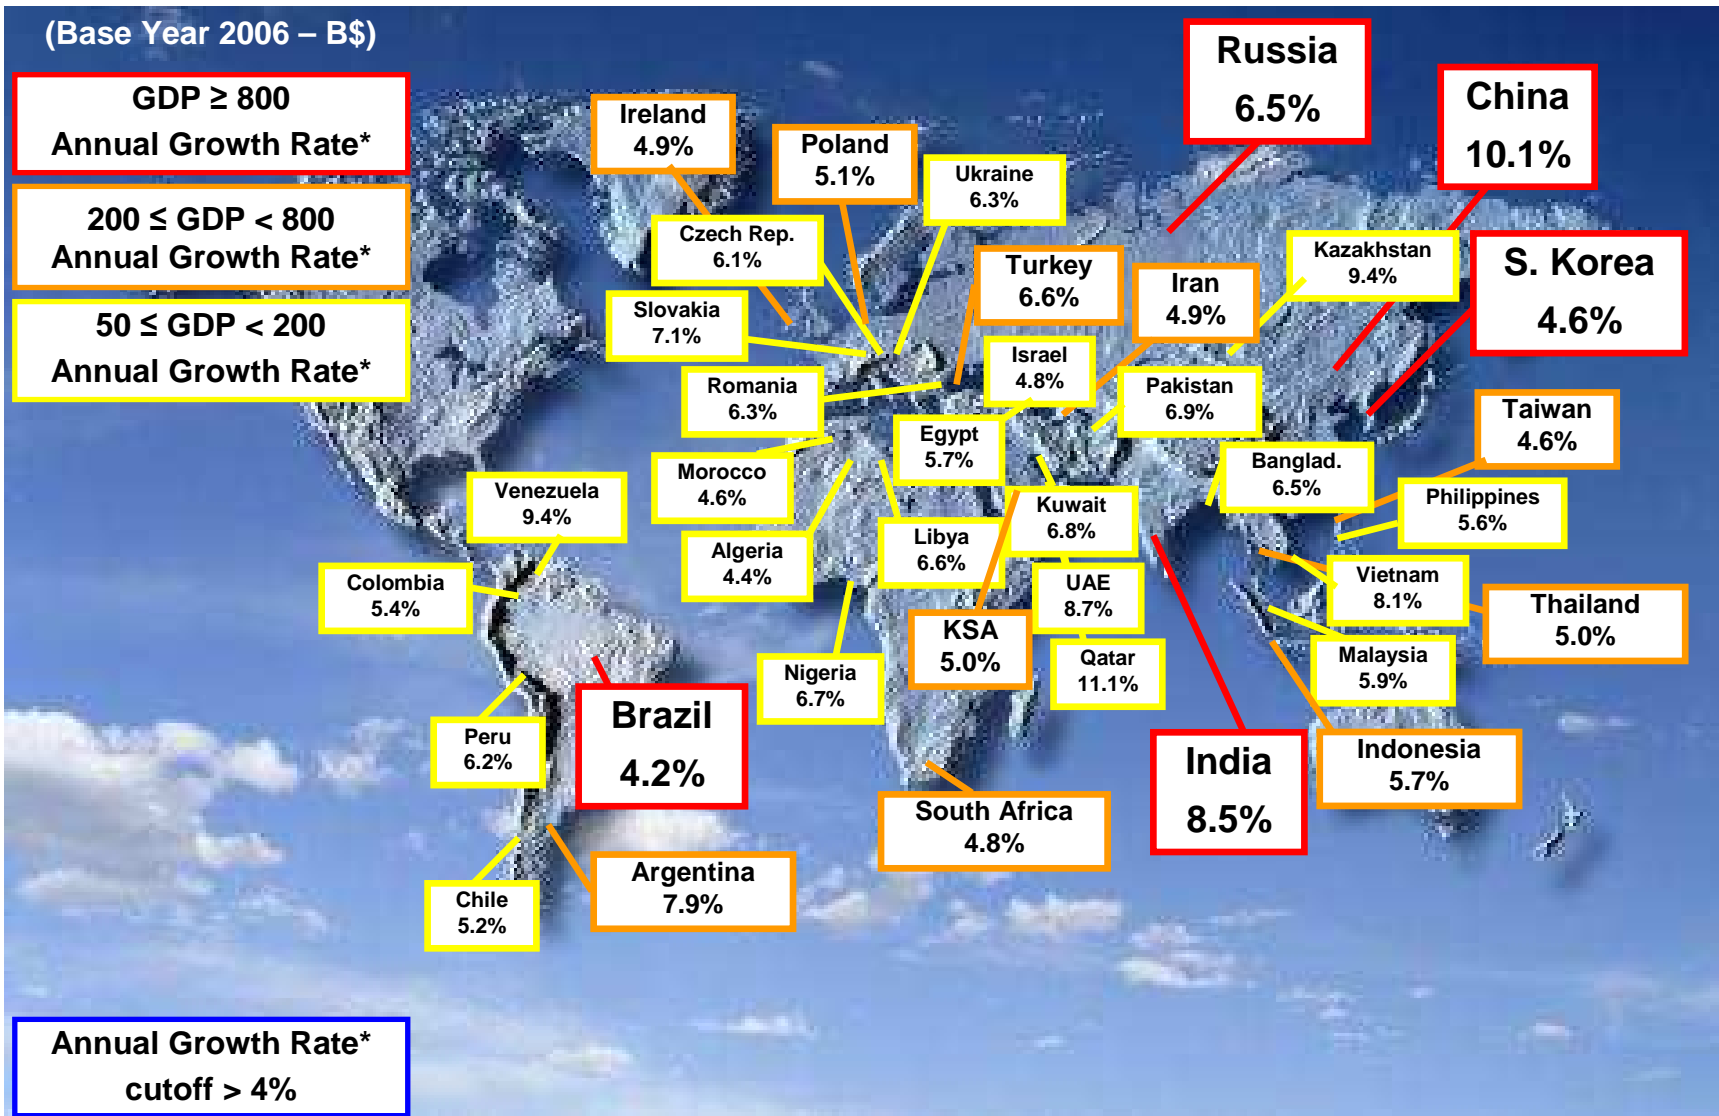 (Base Year 2006 – B$)
GDP ≥ 800
Annual Growth Rate*
200 ≤ GDP < 800
Annual Growth Rate*
50 ≤ GDP < 200
Annual Growth Rate*
Ireland
4.9%
Poland
5.1%
Ukraine
6.3%
Russia
6.5%
China
10.1%
Czech Rep.
6.1%
Turkey
6.6%
Iran
4.9%
Kazakhstan
9.4%
S. Korea
4.6%
Slovakia
7.1%
Israel
4.8%
Romania
6.3%
Pakistan
6.9%
Taiwan
4.6%
Egypt
5.7%
Morocco
4.6%
Banglad.
6.5%
Philippines
5.6%
Venezuela
9.4%
Kuwait
6.8%
Algeria
4.4%
Libya
6.6%
Colombia
5.4%
UAE
8.7%
Vietnam
8.1%
Thailand
5.0%
KSA
5.0%
Qatar
11.1%
Malaysia
5.9%
Nigeria
6.7%
Brazil
4.2%
Peru
6.2%
India
8.5%
Indonesia
5.7%
South Africa
4.8%
Argentina
7.9%
Chile
5.2%
Annual Growth Rate*
cutoff > 4%